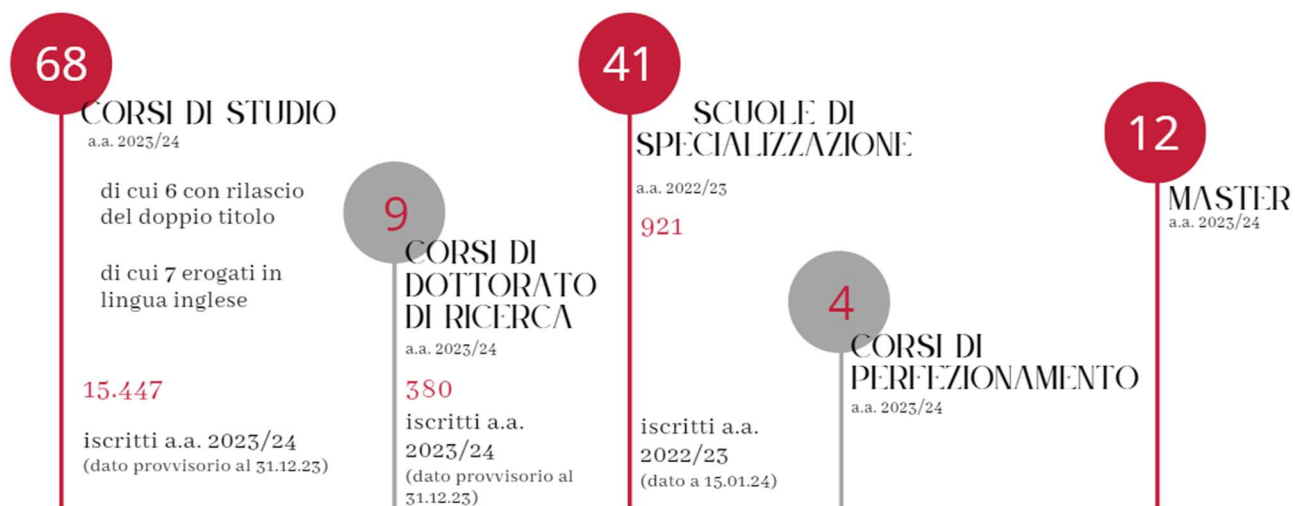 68
CORSI DI STUDIO
a.a. 2023/24
di cui 6 con rilascio
del doppio titolo
di cui 7 erogati in
lingua inglese
15.447
iscritti a.a. 2023/24
(dato provvisorio al 31.12.23)
9
CORSI DI
DOTTORATO
DI RICERCA
a.a. 2023/24
380
iscritti a.a.
2023/24
(dato provvisorio al
31.12.23)
41
SCUOLE DI
SPECIALIZZAZIONE
a.a. 2022/23
921
iscritti a.a.
2022/23
(dato a 15.01.24)
4
CORSI DI
PERFEZIONAMENTO
a.a. 2023/24
12
MASTER
a.a. 2023/24